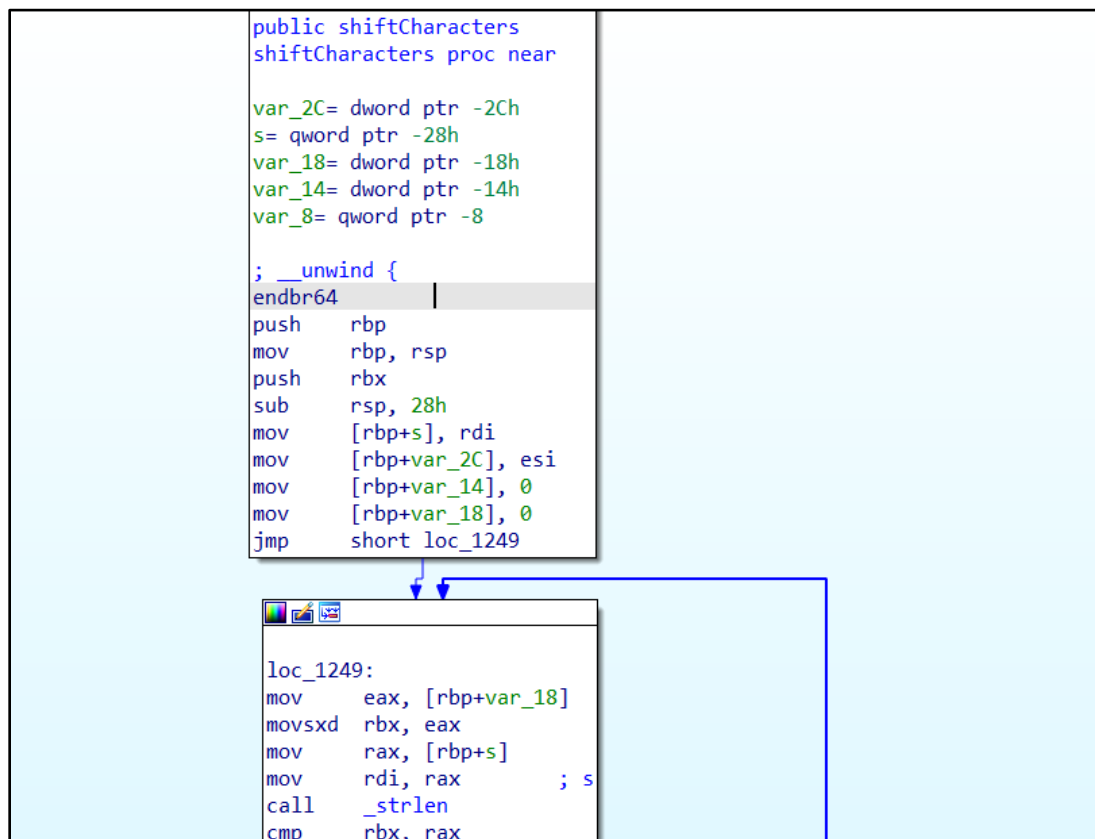 public shiftCharacters
shiftCharacters proc near
var_2C= dword ptr -2Ch
s= qword ptr -28h
var_18= dword ptr -18h
var_14= dword ptr -14h
var_8= qword ptr -8
; __unwind {
endbr64
push    rbp
mov     rbp, rsp
push    rbx
sub     rsp, 28h
mov     [rbp+s], rdi
mov     [rbp+var_2C], esi
mov     [rbp+var_14], 0
mov     [rbp+var_18], 0
jmp     short loc_1249
loc_1249:
mov     eax, [rbp+var_18]
movsxd  rbx, eax
mov     rax, [rbp+s]
mov     rdi, rax        ; s
call    _strlen
cmp     rbx, rax